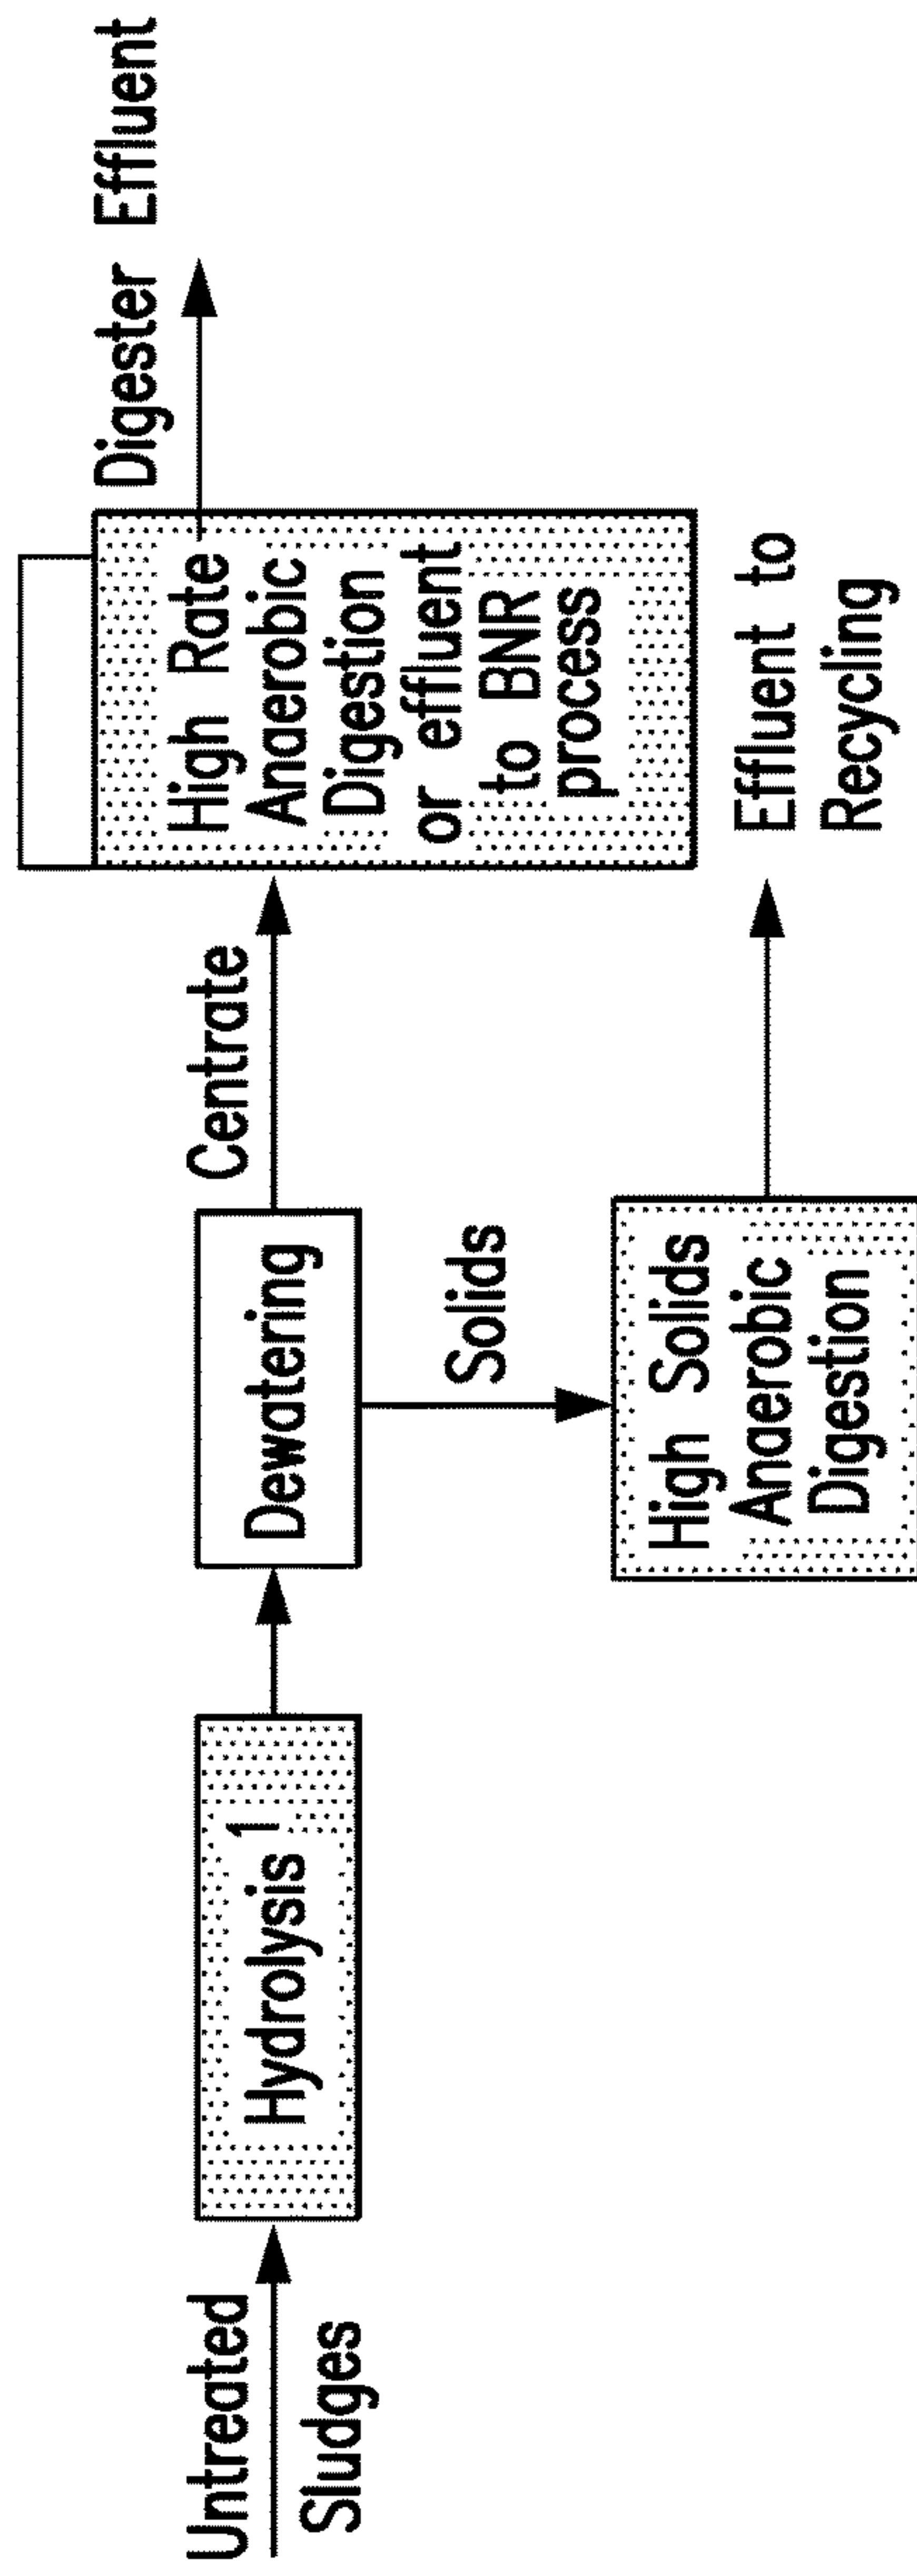 Untreated
Sludges
Hydrolysis 1
Dewatering
Centrate
Solids
High Solids
Anaerobic
Digestion
High Rate
Anaerobic
Digestion
or effluent
to BNR
process
Digester Effluent
Effluent to
Recycling